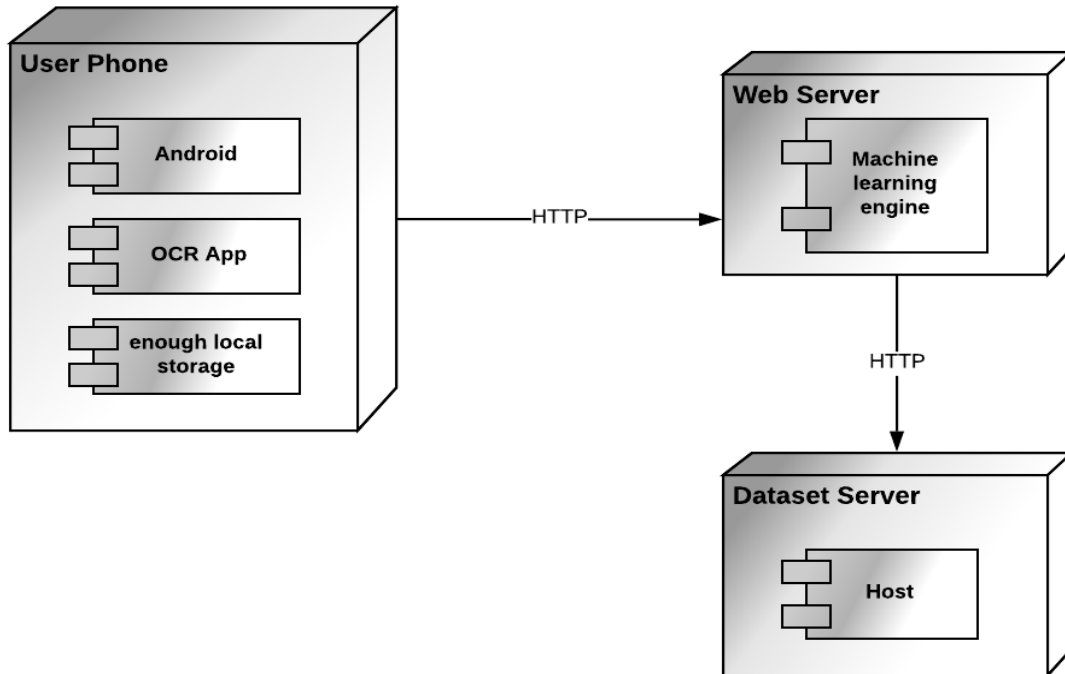 User Phone
Android
OCR App
enough local
storage
HTTP
Web Server
Machine
learning
engine
HTTP
Dataset Server
Host